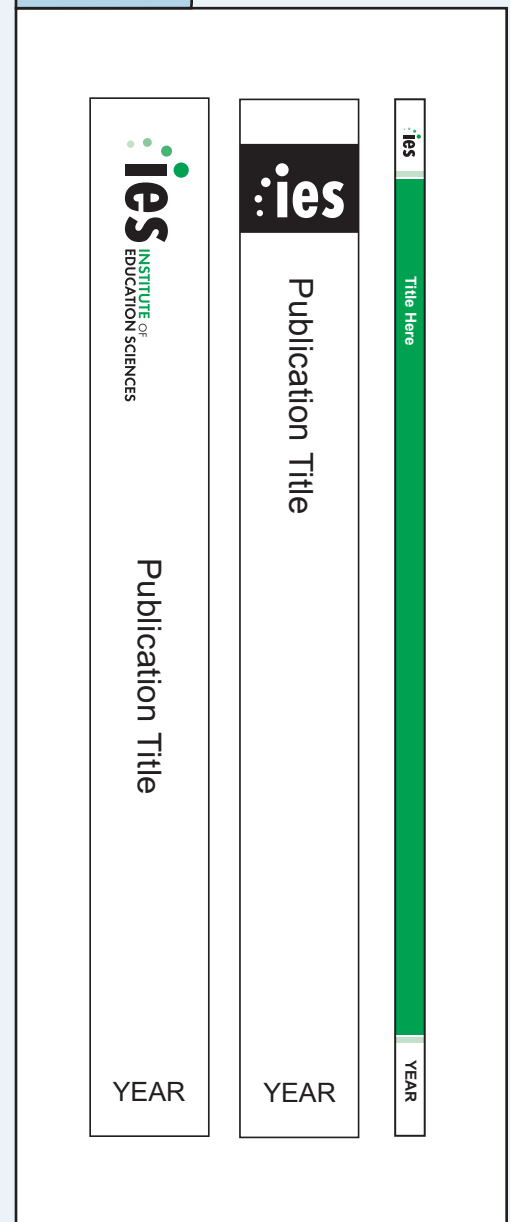 ies
INSTITUTE OF
EDUCATION SCIENCES
Publication Title
YEAR
ies
Publication Title
YEAR
ies
Title Here
YEAR